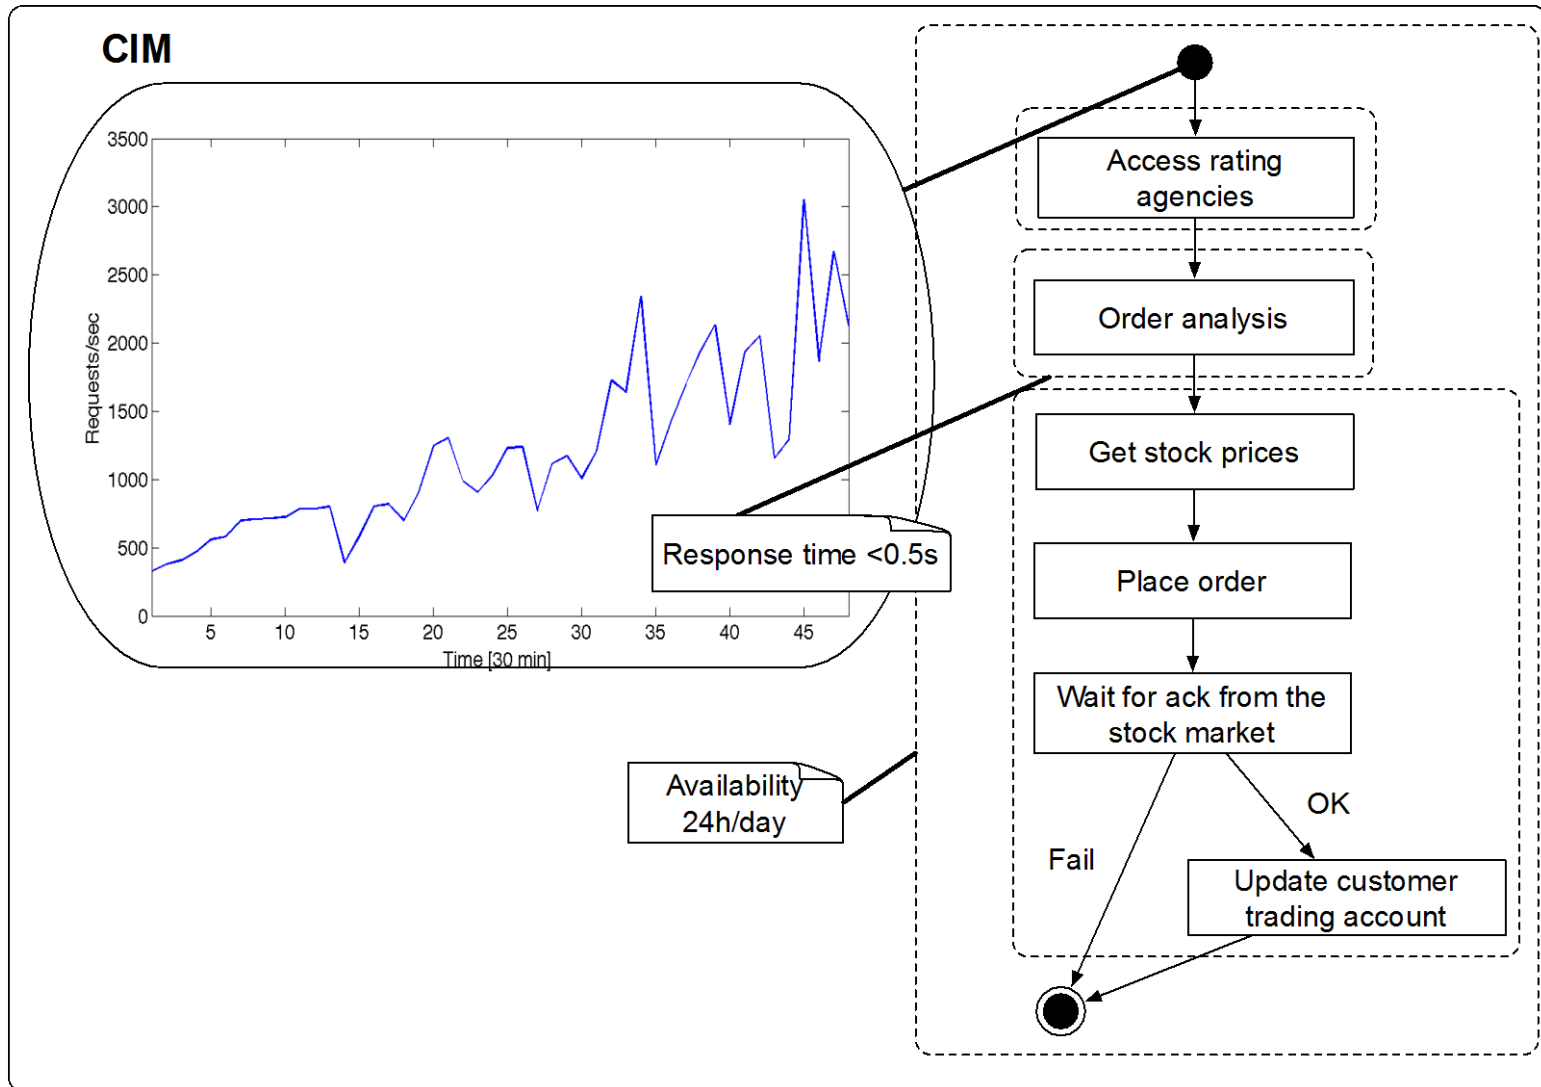 CIM
3500
3000
2500
2000
1500
1000
500
0
Requests/sec
5 10 15 20 25 30 35 40 45
Time [30 min]
Response time <0.5s
Availability
24h/day
Access rating
agencies
Order analysis
Get stock prices
Place order
Wait for ack from the
stock market
OK
Fail
Update customer
trading account